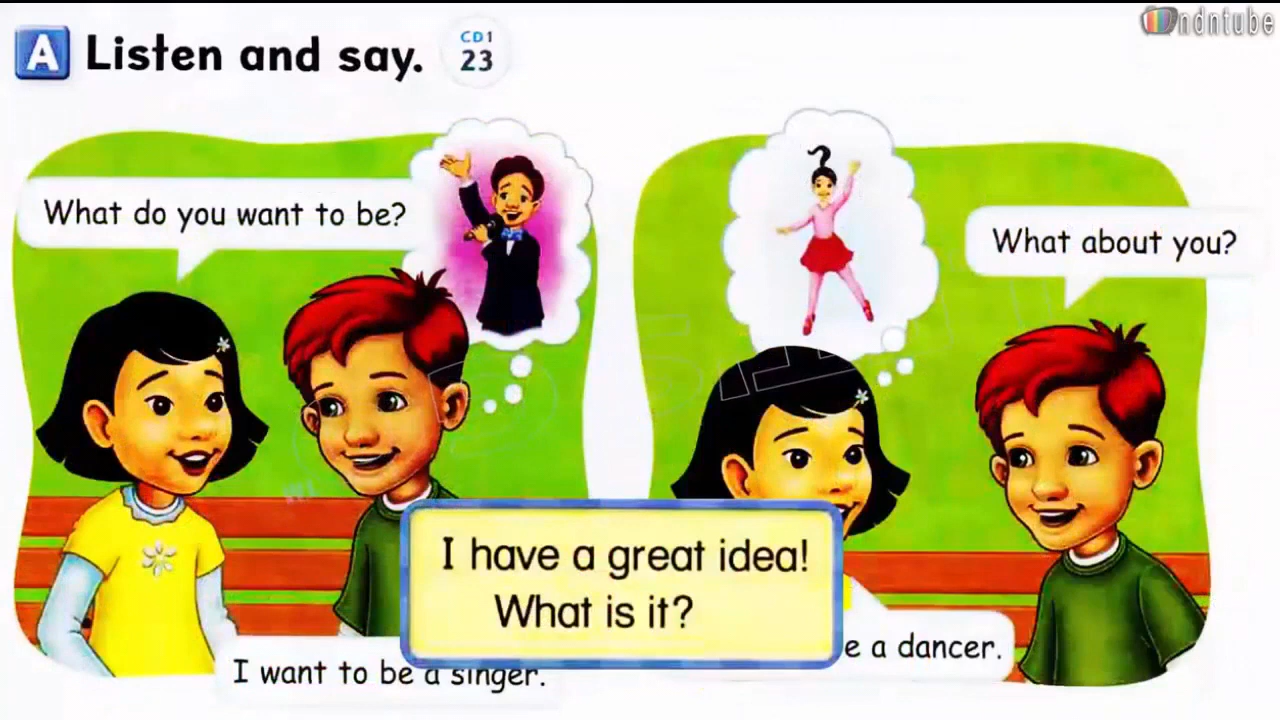 A Listen and say. CD1 23
ndntube
What do you want to be?
I want to be a singer.
What about you?
e a dancer.
I have a great idea!
What is it?